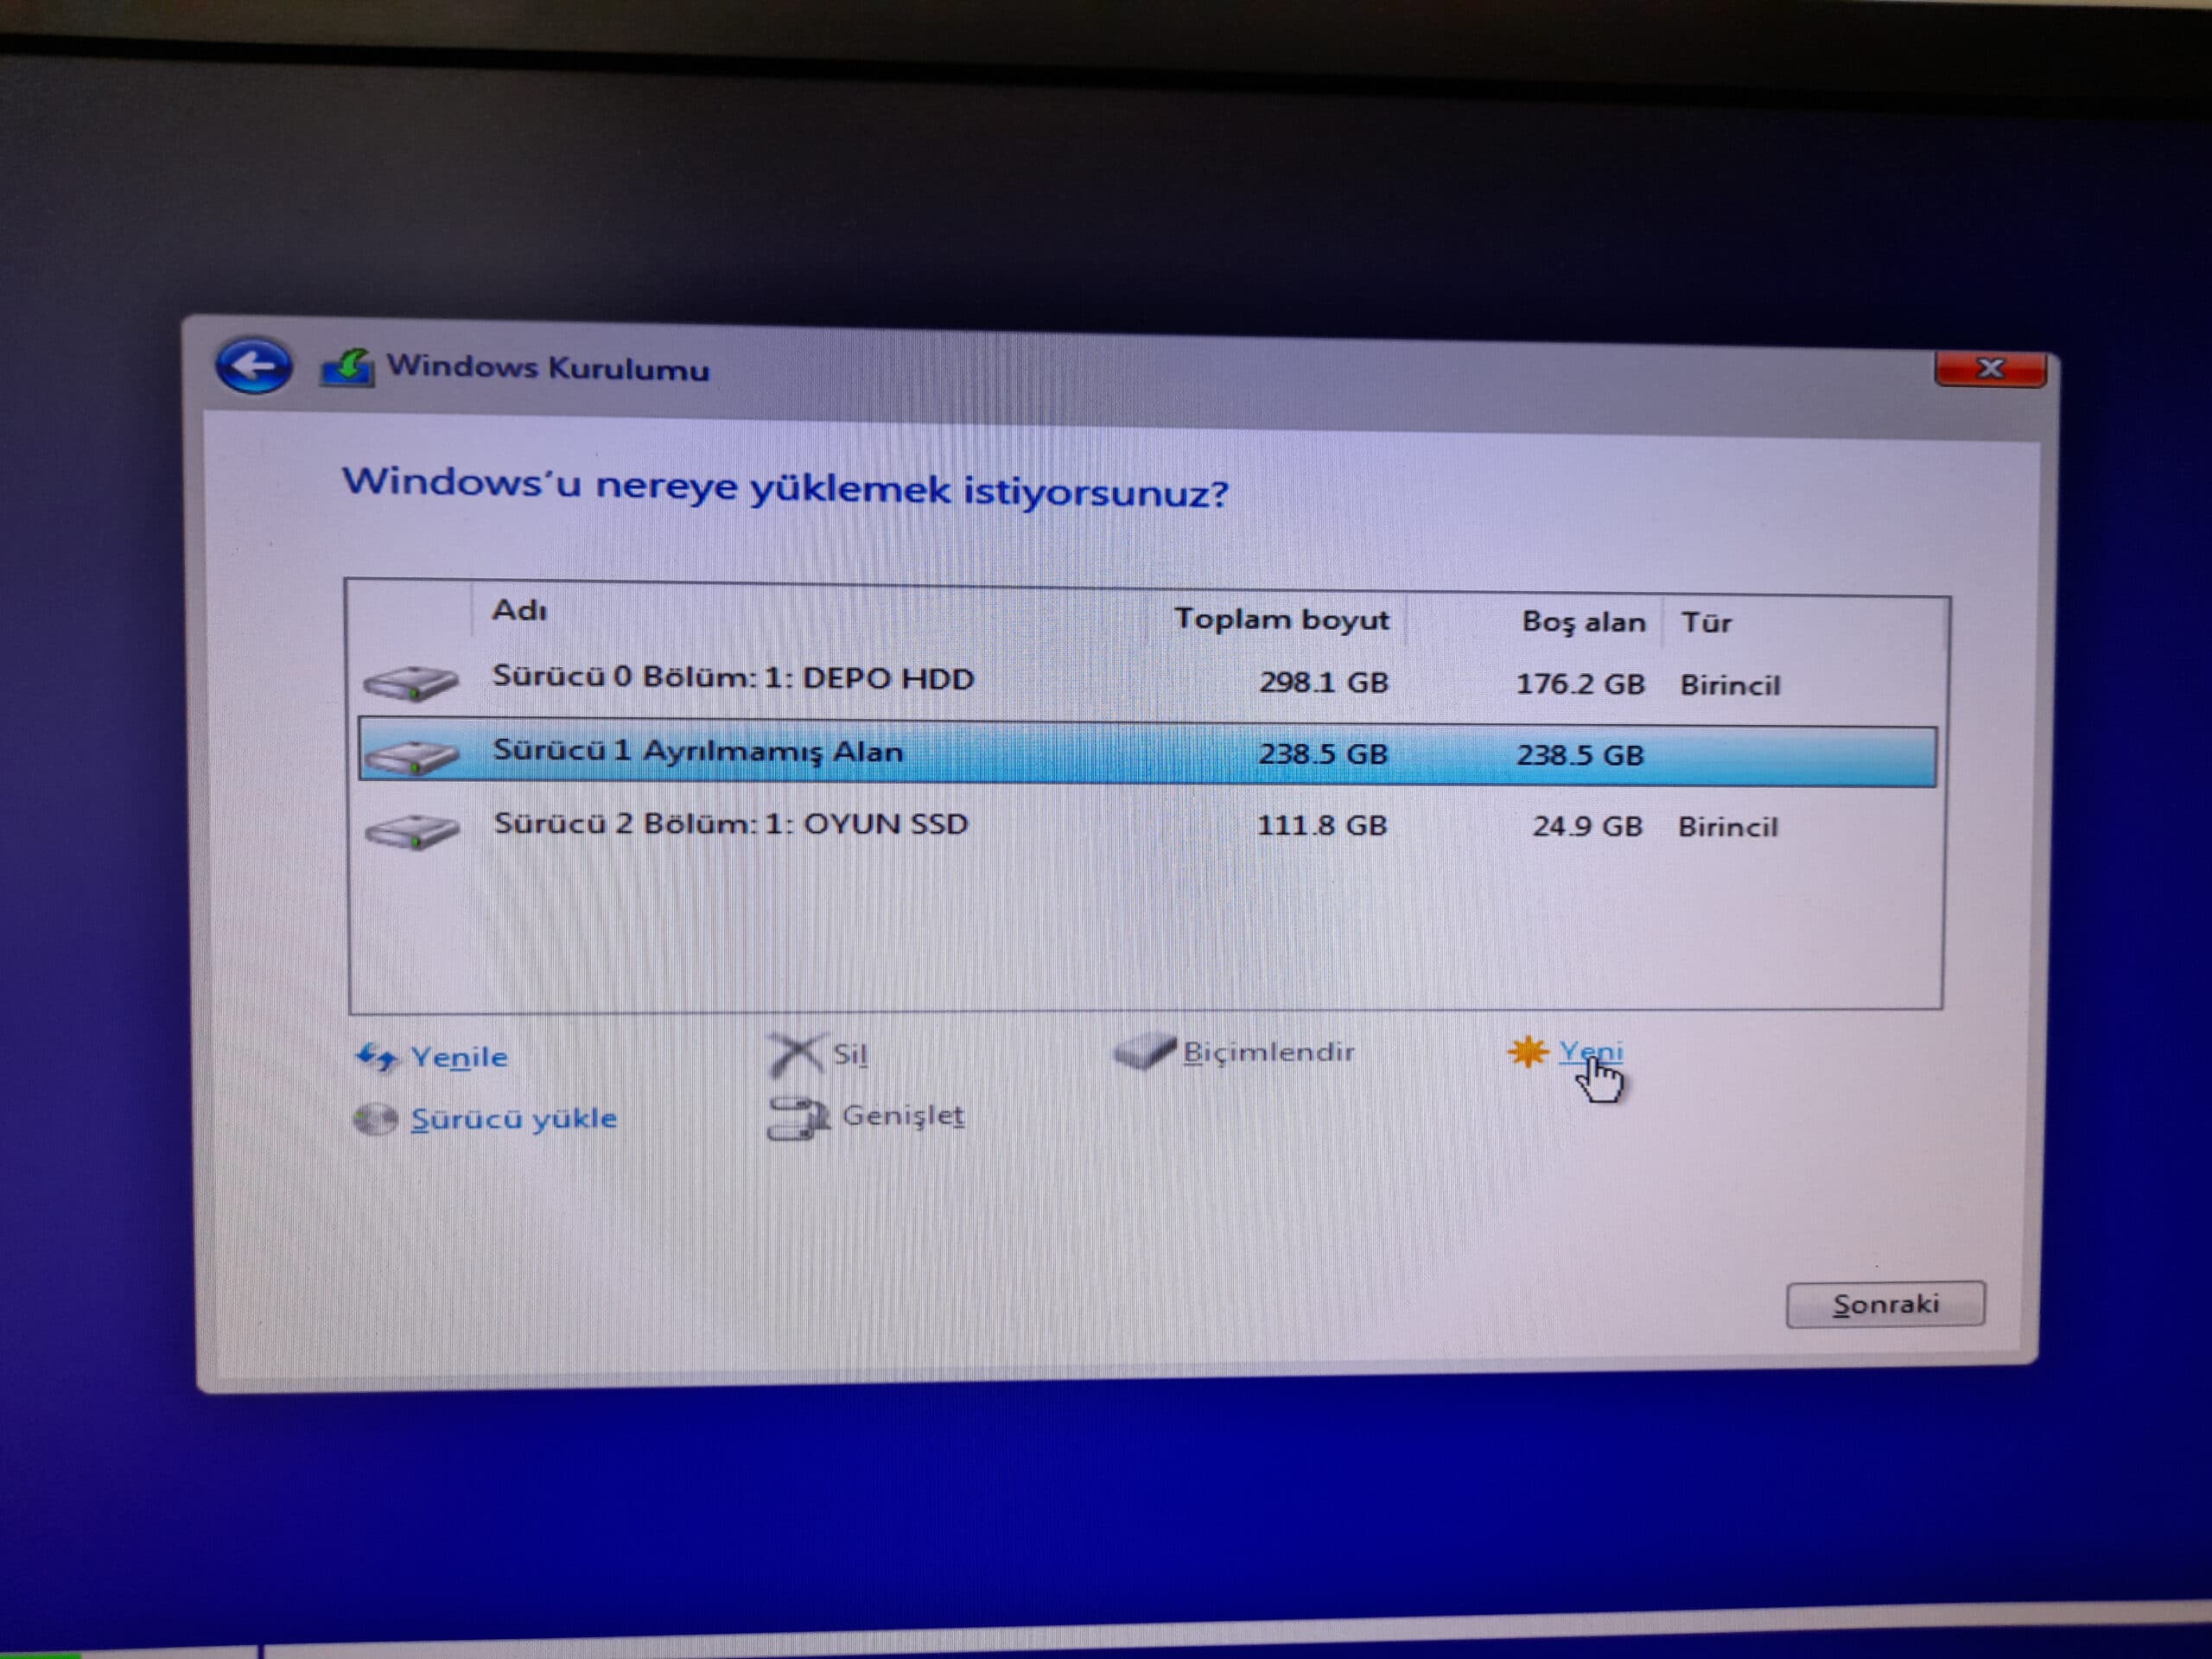 Windows Kurulumu
Windows'u nereye yüklemek istiyorsunuz?
Adı Toplam boyut Boş alan Tür
Sürücü 0 Bölüm: 1: DEPO HDD 298.1 GB 176.2 GB Birincil
Sürücü 1 Ayrılmamış Alan 238.5 GB 238.5 GB
Sürücü 2 Bölüm: 1: OYUN SSD 111.8 GB 24.9 GB Birincil
Yenile Sil Biçimlendir Yeni
Sürücü yükle Genişlet
Sonraki